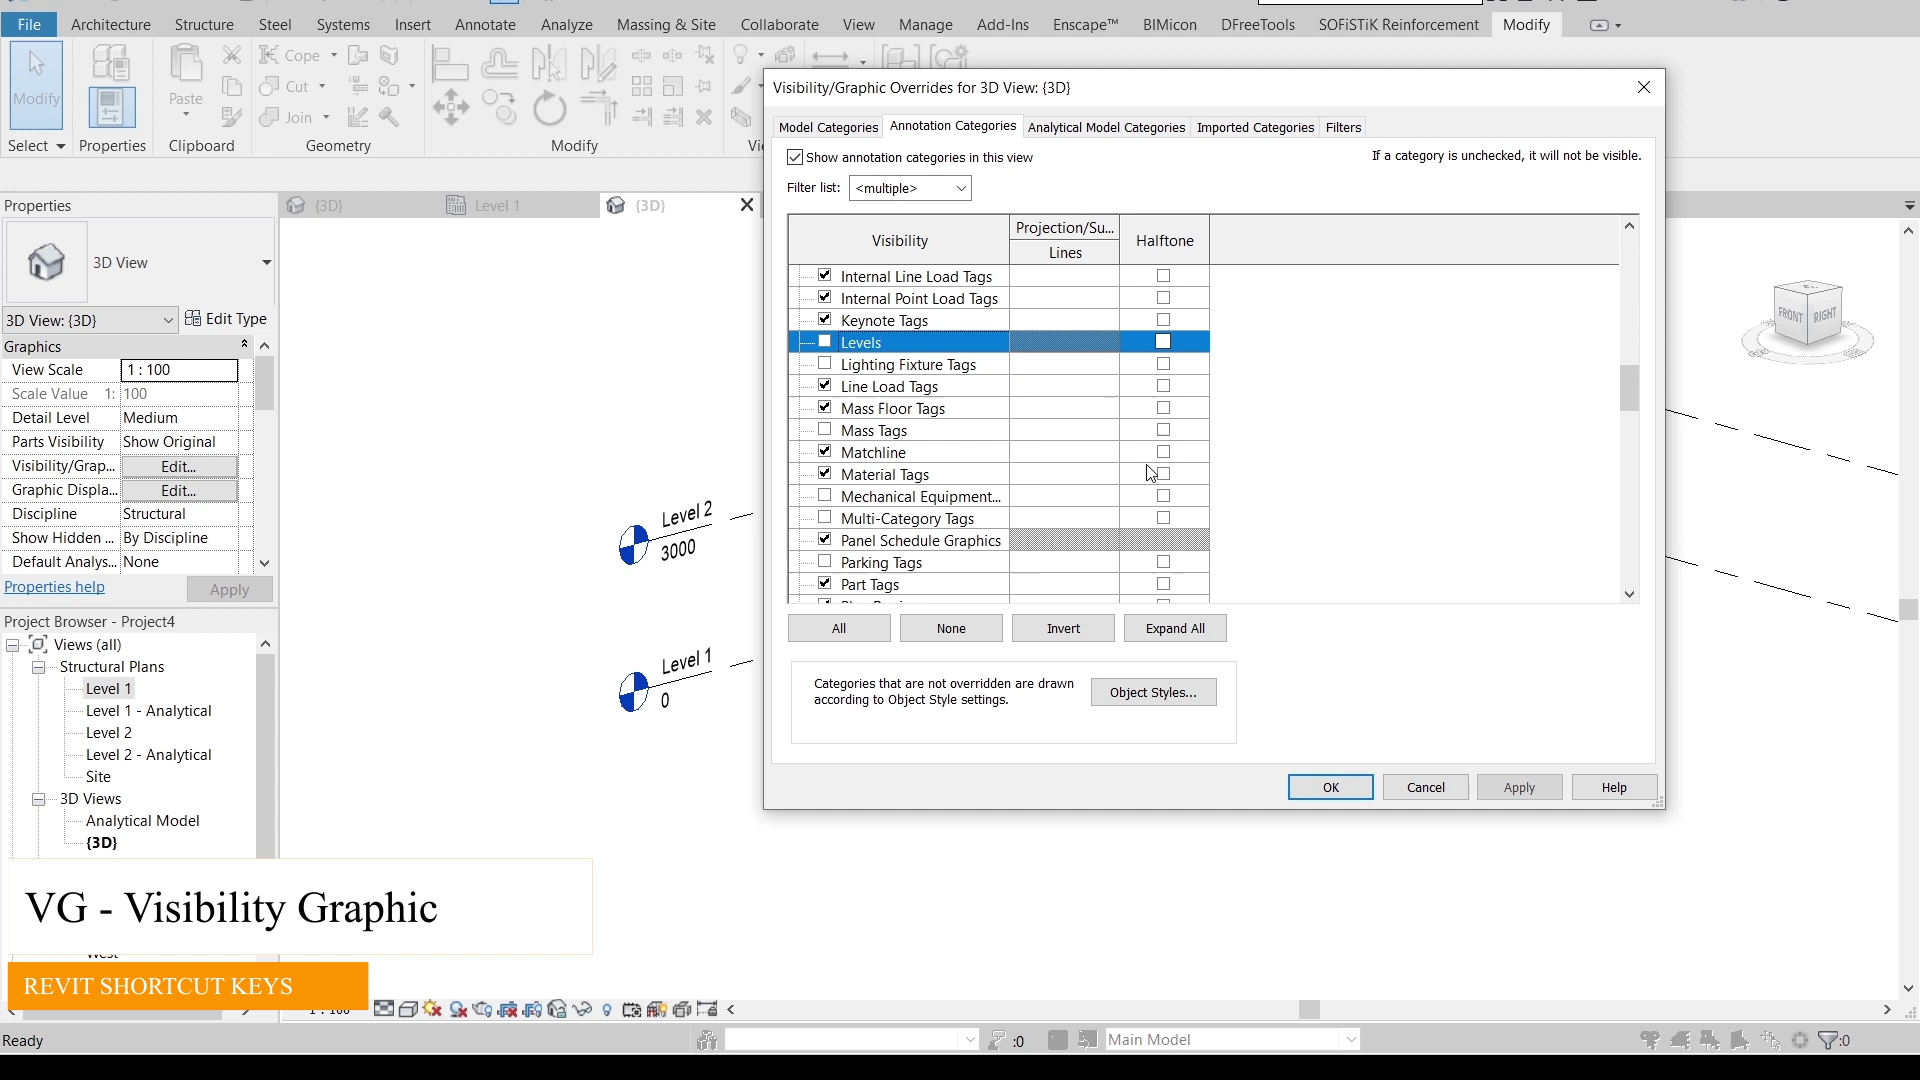 File Architecture Structure Steel Systems Insert Annotate Analyze Massing & Site Collaborate View Manage Add-Ins Enscape™ BIMicon DFreeTools SOFiSTiK Reinforcement Modify
Modify
Paste
Cope
Cut
Join
Select Properties Clipboard Geometry Modify
Properties
{3D}
Level 1
{3D}
3D View
3D View: {3D}
Edit Type
Graphics
View Scale 1 : 100
Scale Value 1: 100
Detail Level Medium
Parts Visibility Show Original
Visibility/Grap... Edit...
Graphic Displa... Edit...
Discipline Structural
Show Hidden ... By Discipline
Default Analys... None
Properties help
Apply
Project Browser - Project4
Views (all)
Structural Plans
Level 1
Level 1 - Analytical
Level 2
Level 2 - Analytical
Site
3D Views
Analytical Model
{3D}
Level 2
3000
Level 1
0
Visibility/Graphic Overrides for 3D View: {3D}
Model Categories Annotation Categories Analytical Model Categories Imported Categories Filters
Show annotation categories in this view
If a category is unchecked, it will not be visible.
Filter list: <multiple>
Visibility Projection/Su... Halftone
Lines
Internal Line Load Tags
Internal Point Load Tags
Keynote Tags
Levels
Lighting Fixture Tags
Line Load Tags
Mass Floor Tags
Mass Tags
Matchline
Material Tags
Mechanical Equipment...
Multi-Category Tags
Panel Schedule Graphics
Parking Tags
Part Tags
All None Invert Expand All
Categories that are not overridden are drawn
according to Object Style settings.
Object Styles...
OK Cancel Apply Help
FRONT RIGHT
VG - Visibility Graphic
REVIT SHORTCUT KEYS
Ready
:0
Main Model
:0